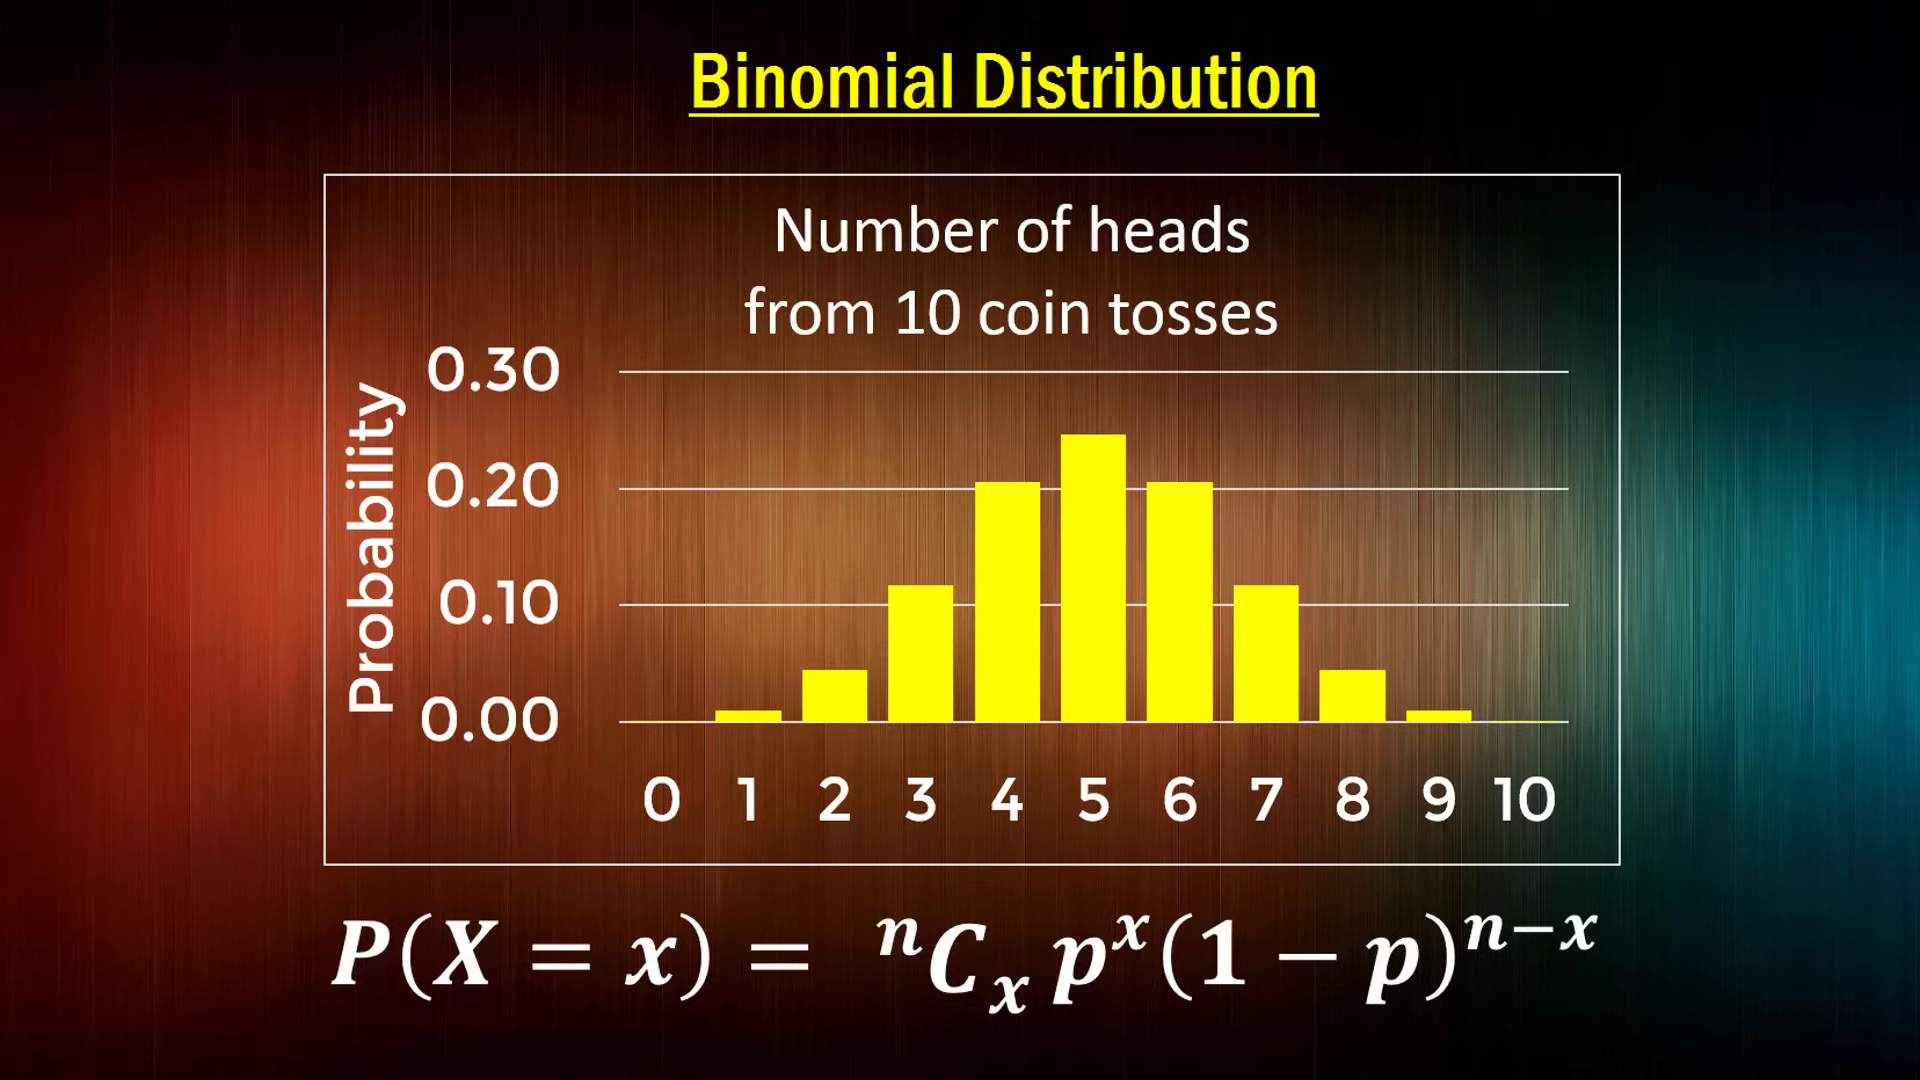 Binomial Distribution
Number of heads
from 10 coin tosses
Probability
0.30
0.20
0.10
0.00
0 1 2 3 4 5 6 7 8 9 10
P(X = x) = ⁿCₓ pˣ(1 − p)ⁿ⁻ˣ